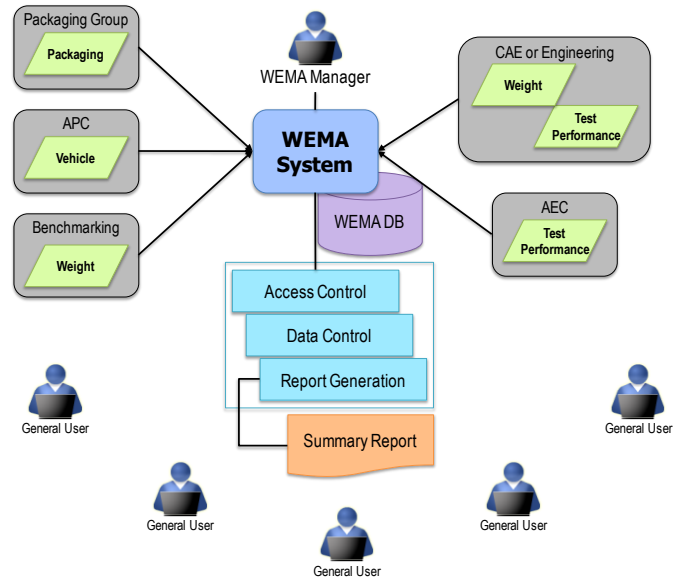 Packaging Group
Packaging
APC
Vehicle
Benchmarking
Weight
WEMA Manager
WEMA
System
WEMA DB
CAE or Engineering
Weight
Test
Performance
AEC
Test
Performance
Access Control
Data Control
Report Generation
Summary Report
General User
General User
General User
General User
General User